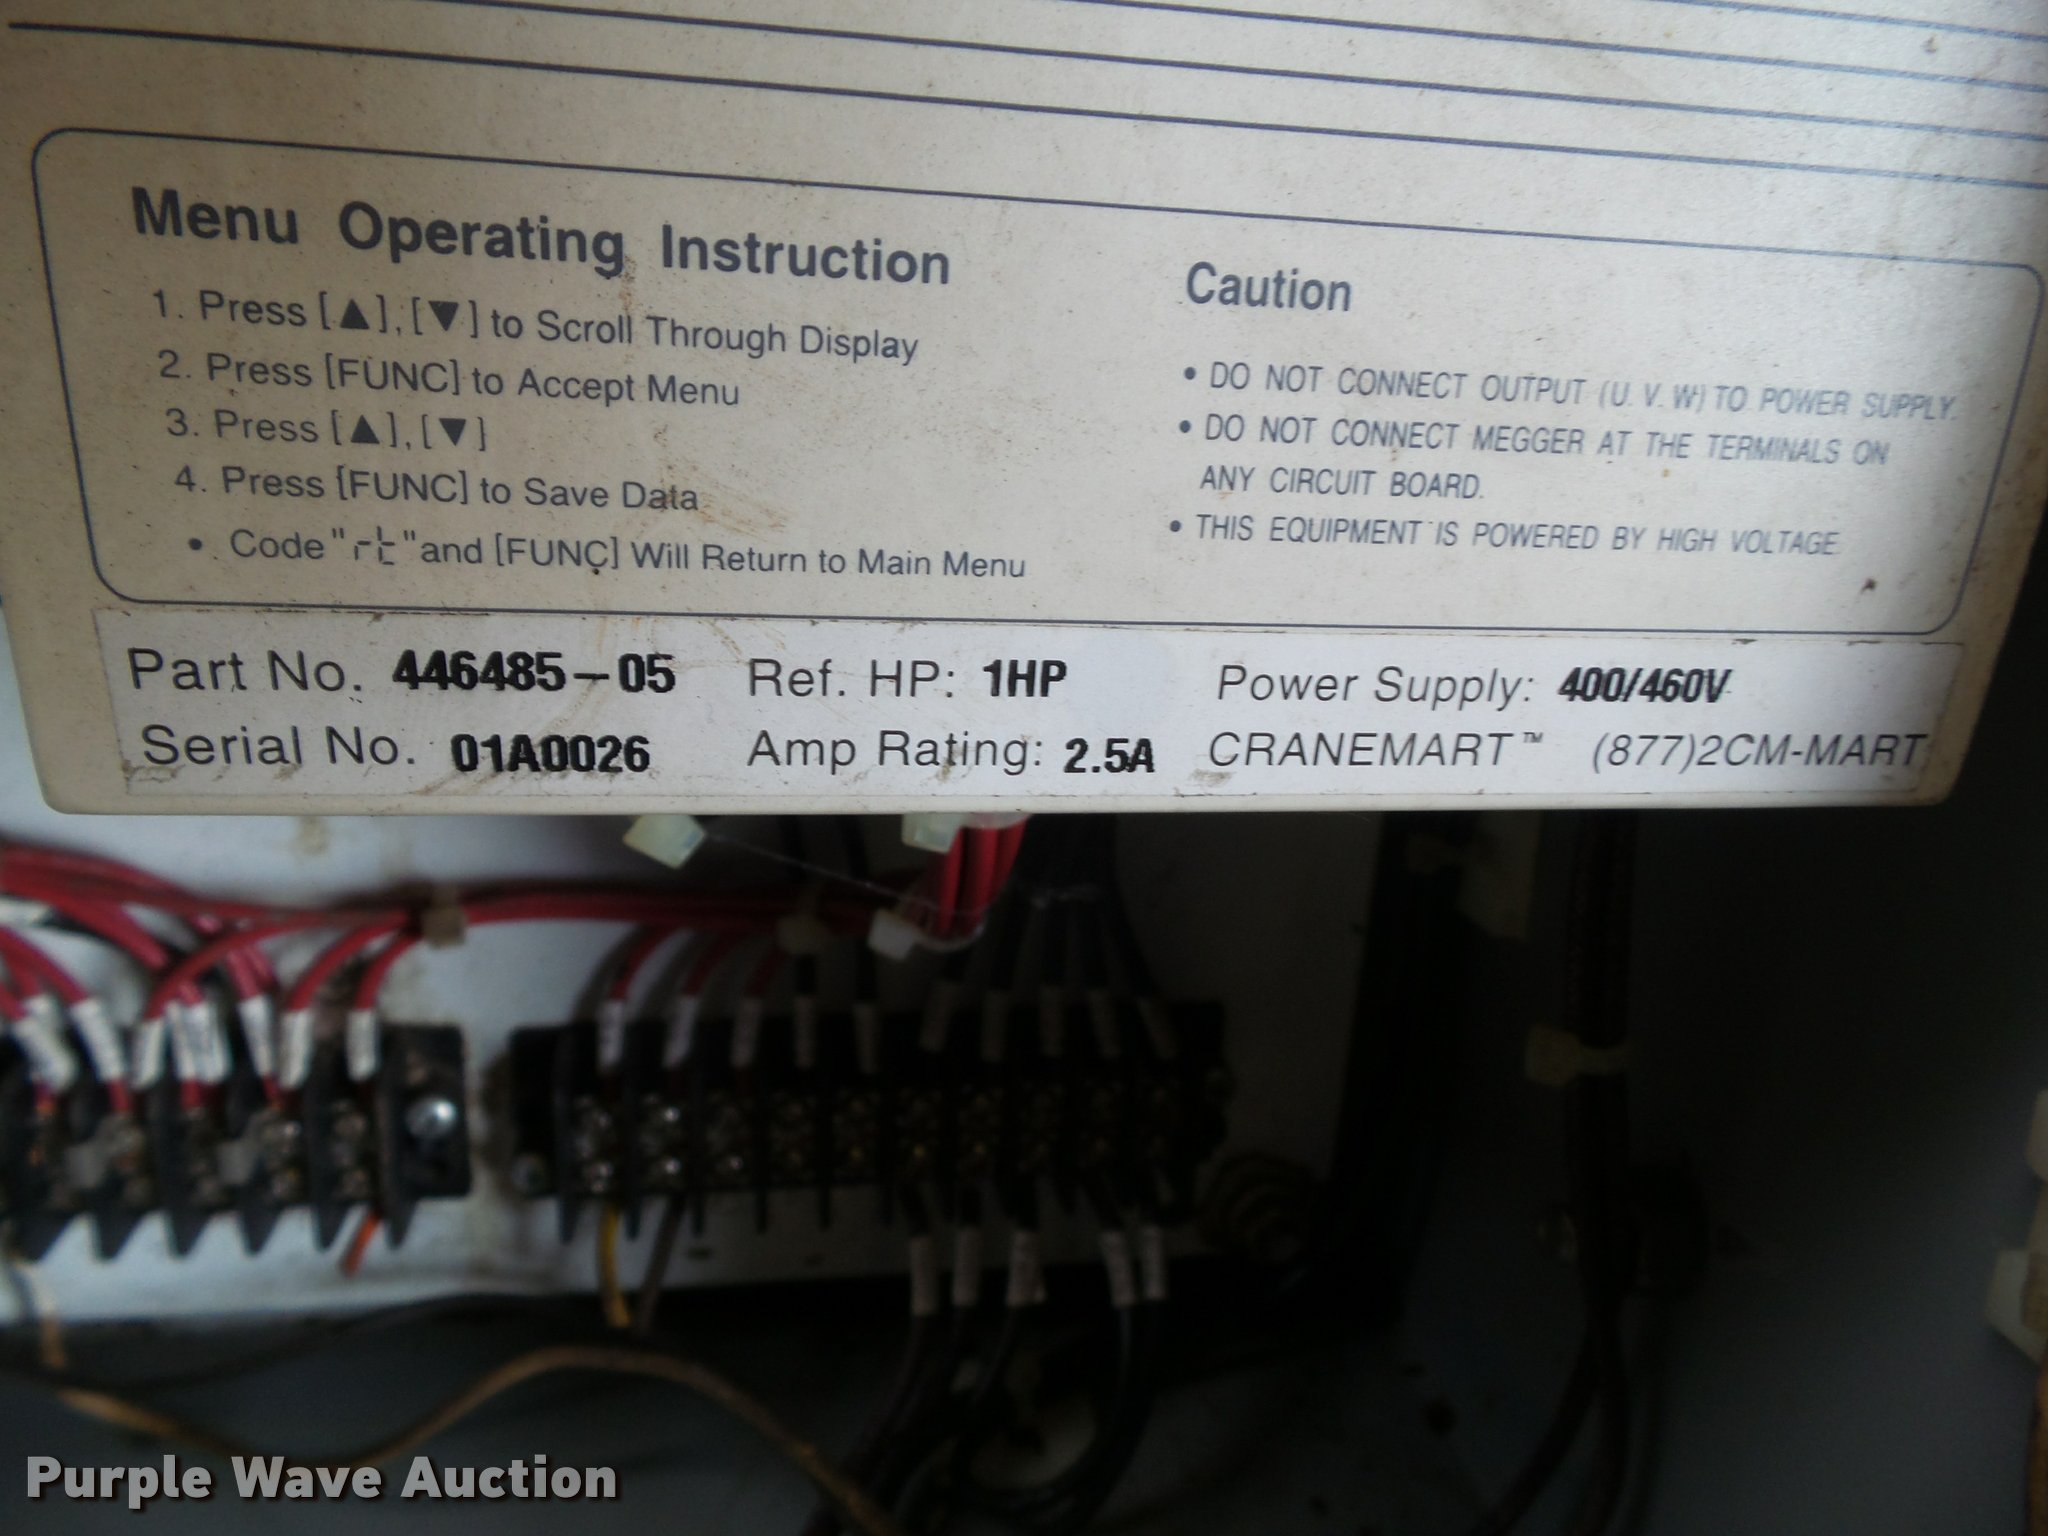 Menu Operating Instruction
1. Press [▲], [▼] to Scroll Through Display
2. Press [FUNC] to Accept Menu
3. Press [▲], [▼]
4. Press [FUNC] to Save Data
• Code "rt" and [FUNC] Will Return to Main Menu
Caution
• DO NOT CONNECT OUTPUT (U. V. W) TO POWER SUPPLY.
• DO NOT CONNECT MEGGER AT THE TERMINALS ON
ANY CIRCUIT BOARD.
• THIS EQUIPMENT IS POWERED BY HIGH VOLTAGE.
Part No. 446485-05 Ref. HP: 1HP Power Supply: 400/460V
Serial No. 01A0026 Amp Rating: 2.5A CRANEMART™ (877)2CM-MART
Purple Wave Auction